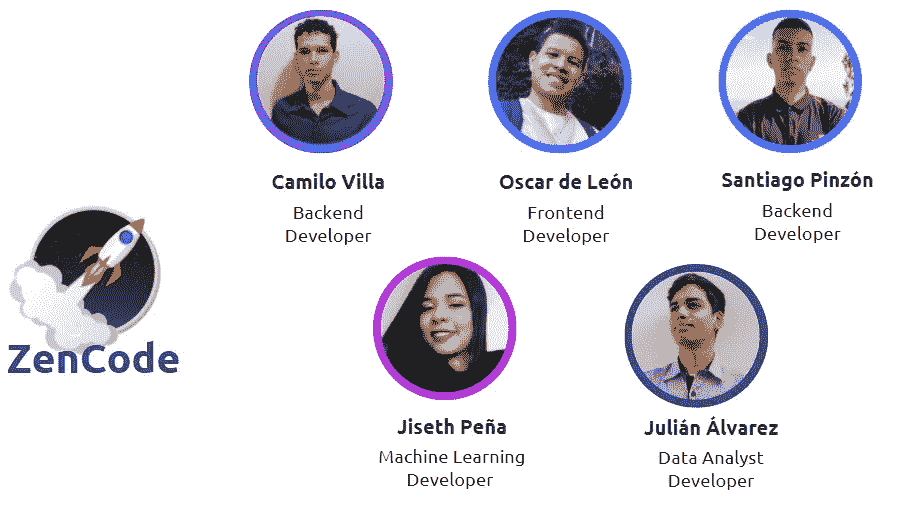 Camilo Villa
Backend
Developer
Oscar de León
Frontend
Developer
Santiago Pinzón
Backend
Developer
ZenCode
Jiseth Peña
Machine Learning
Developer
Julián Álvarez
Data Analyst
Developer